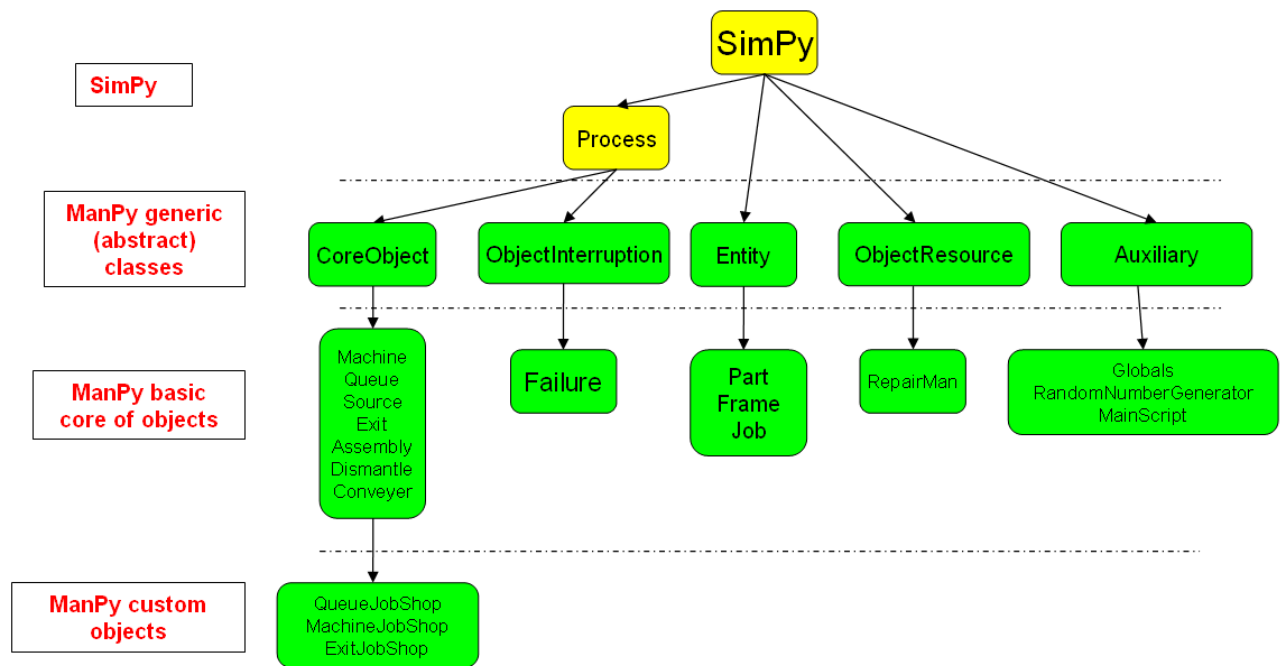 SimPy
SimPy
Process
ManPy generic
(abstract)
classes
CoreObject
ObjectInterruption
Entity
ObjectResource
Auxiliary
ManPy basic
core of objects
Machine
Queue
Source
Exit
Assembly
Dismantle
Conveyer
Failure
Part
Frame
Job
RepairMan
Globals
RandomNumberGenerator
MainScript
ManPy custom
objects
QueueJobShop
MachineJobShop
ExitJobShop